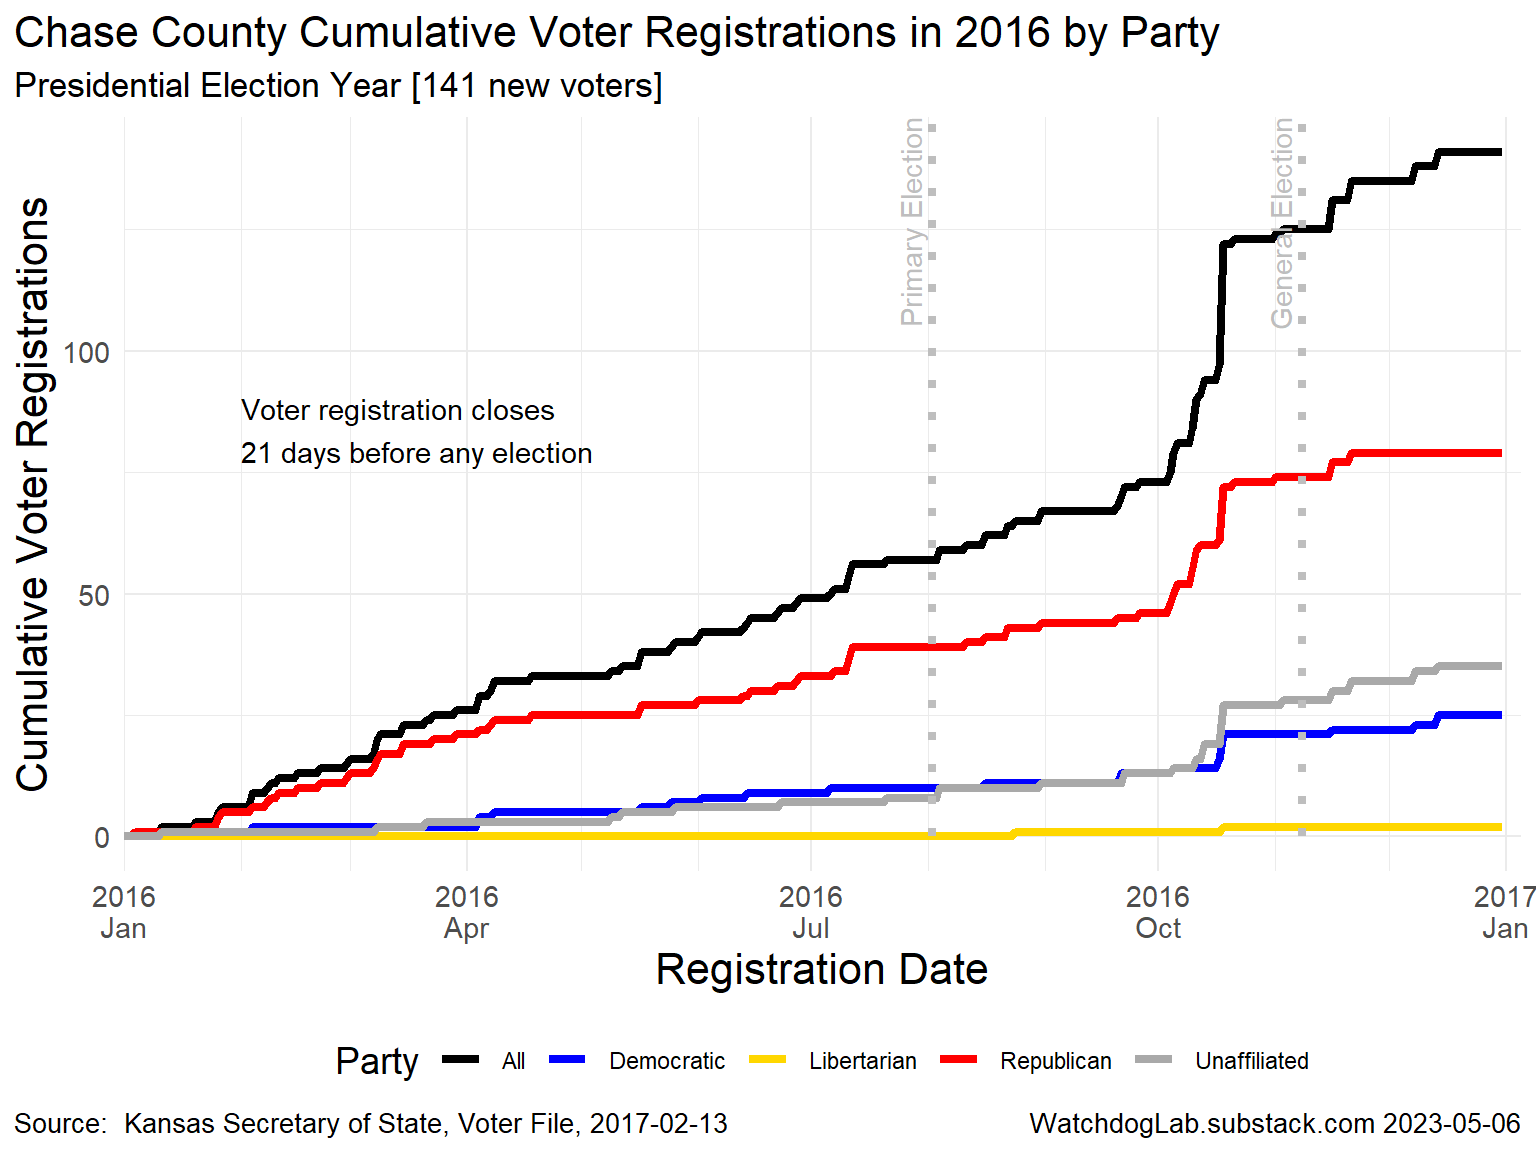 Chase County Cumulative Voter Registrations in 2016 by Party
Presidential Election Year [141 new voters]
Cumulative Voter Registrations
100
50
0
Voter registration closes
21 days before any election
Primary Election
General Election
2016
Jan
2016
Apr
2016
Jul
2016
Oct
2017
Jan
Registration Date
Party All Democratic Libertarian Republican Unaffiliated
Source:  Kansas Secretary of State, Voter File, 2017-02-13
WatchdogLab.substack.com 2023-05-06